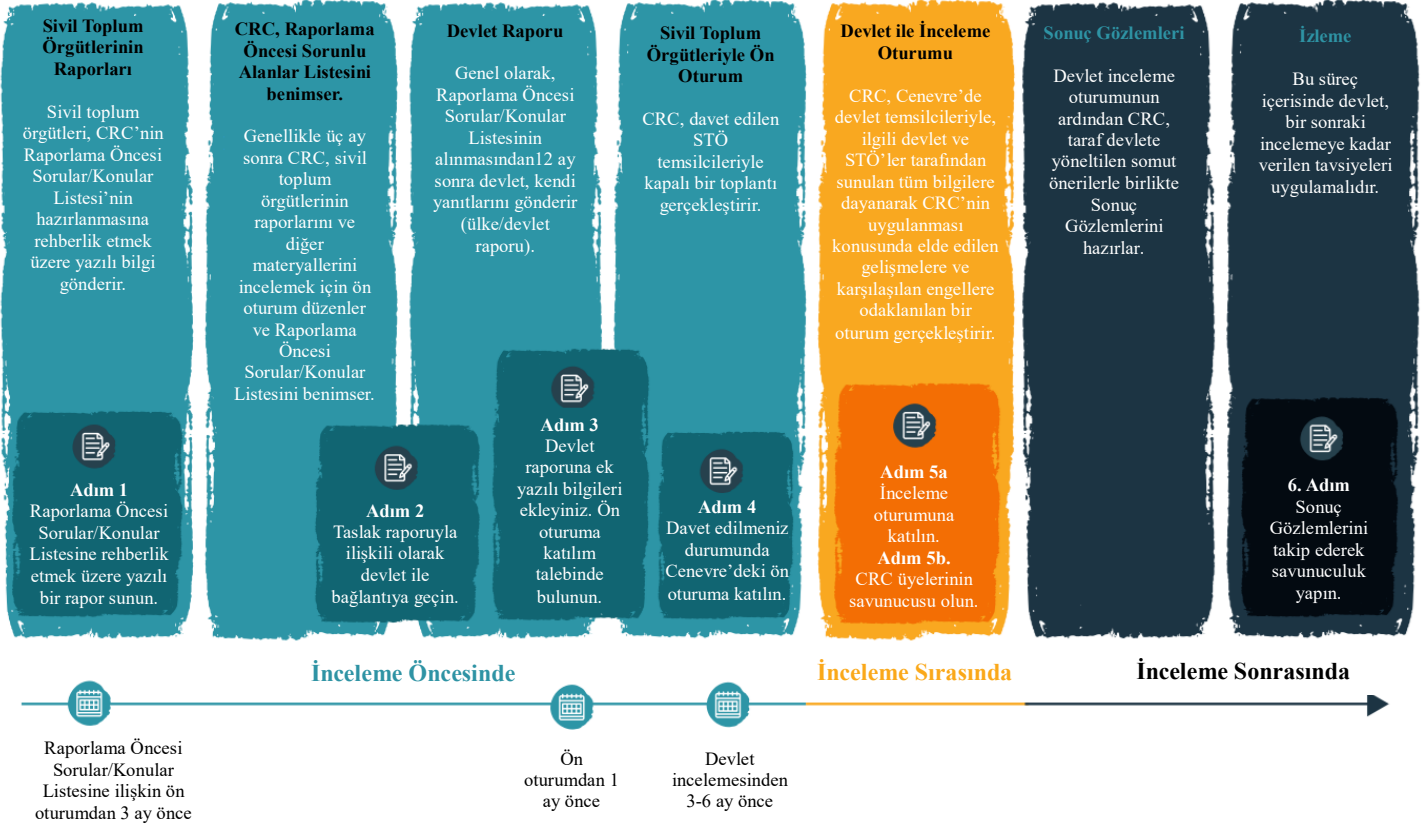 Sivil Toplum
Örgütlerinin
Raporları
Sivil toplum
örgütleri, CRC’nin
Raporlama Öncesi
Sorular/Konular
Listesi’nin
hazırlanmasına
rehberlik etmek
üzere yazılı bilgi
gönderir.
Adım 1
Raporlama Öncesi
Sorular/Konular
Listesine rehberlik
etmek üzere yazılı
bir rapor sunun.
CRC, Raporlama
Öncesi Sorunlu
Alanlar Listesini
benimser.
Genellikle üç ay
sonra CRC, sivil
toplum
örgütlerinin
raporlarını ve
diğer
materyallerini
incelemek için ön
oturum düzenler
ve Raporlama
Öncesi
Sorular/Konular
Listesini benimser.
Adım 2
Taslak raporuyla
ilişkili olarak
devlet ile
bağlantıya geçin.
Devlet Raporu
Genel olarak,
Raporlama Öncesi
Sorular/Konular
Listesinin
alınmasından12 ay
sonra devlet, kendi
yanıtlarını gönderir
(ülke/devlet
raporu).
Adım 3
Devlet
raporuna ek
yazılı bilgileri
ekleyiniz. Ön
oturuma
katılım
talebinde
bulunun.
Sivil Toplum
Örgütleriyle Ön
Oturum
CRC, davet edilen
STÖ
temsilcileriyle
kapalı bir toplantı
gerçekleştirir.
Adım 4
Davet edilmeniz
durumunda
Cenevre’deki ön
oturuma katılın.
Devlet ile İnceleme
Oturumu
CRC, Cenevre’de
devlet temsilcileriyle,
ilgili devlet ve
STÖ’ler tarafından
sunulan tüm bilgilere
dayanarak CRC’nin
uygulanması
konusunda elde edilen
gelişmelere ve
karşılaşılan engellere
odaklanılan bir
oturum gerçekleştirir.
Adım 5a
İnceleme
oturumuna
katılın.
Adım 5b.
CRC üyelerinin
savunucusu olun.
Sonuç Gözlemleri
Devlet inceleme
oturumunun
ardından CRC,
taraf devlete
yöneltilen somut
önerilerle birlikte
Sonuç
Gözlemlerini
hazırlar.
İzleme
Bu süreç
içerisinde devlet,
bir sonraki
incelemeye kadar
verilen tavsiyeleri
uygulamalıdır.
6. Adım
Sonuç
Gözlemlerini
takip ederek
savunuculuk
yapın.
İnceleme Öncesinde
İnceleme Sırasında
İnceleme Sonrasında
Raporlama Öncesi
Sorular/Konular
Listesine ilişkin ön
oturumdan 3 ay önce
Ön
oturumdan 1
ay önce
Devlet
incelemesinden
3-6 ay önce